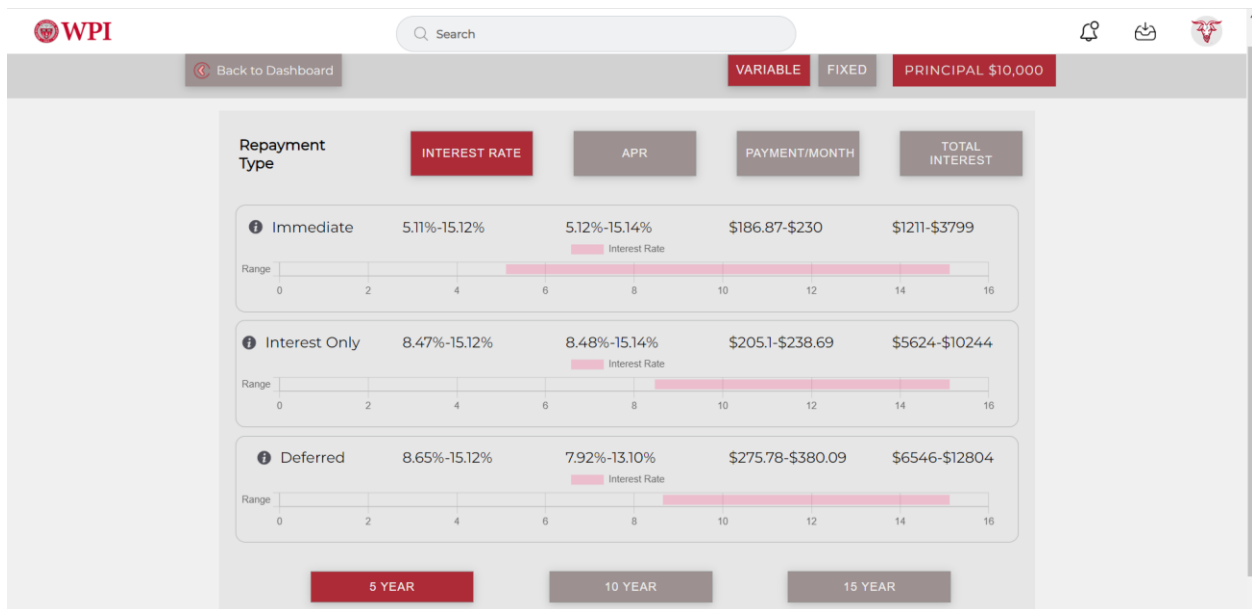 WPI
Search
Back to Dashboard
VARIABLE
FIXED
PRINCIPAL $10,000
Repayment
Type
INTEREST RATE
APR
PAYMENT/MONTH
TOTAL
INTEREST
Immediate 5.11%-15.12% 5.12%-15.14% $186.87-$230 $1211-$3799
Interest Rate
Range
0 2 4 6 8 10 12 14 16
Interest Only 8.47%-15.12% 8.48%-15.14% $205.1-$238.69 $5624-$10244
Interest Rate
Range
0 2 4 6 8 10 12 14 16
Deferred 8.65%-15.12% 7.92%-13.10% $275.78-$380.09 $6546-$12804
Interest Rate
Range
0 2 4 6 8 10 12 14 16
5 YEAR
10 YEAR
15 YEAR